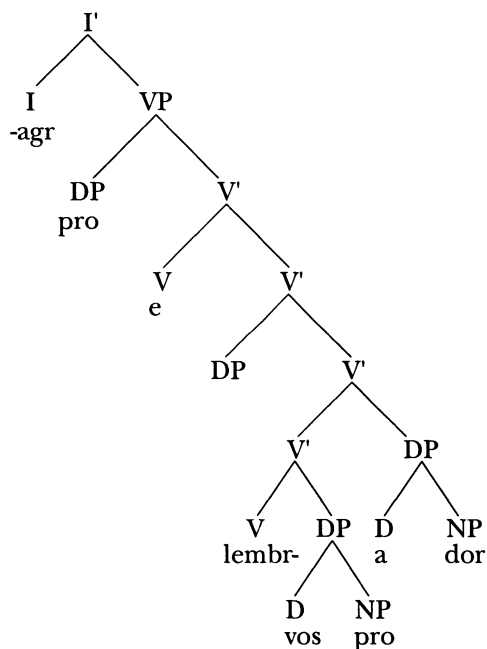 I'
I VP
-agr
DP V'
pro
V V'
e
DP V'
V' DP
V DP D NP
lembr- a dor
D NP
vos pro